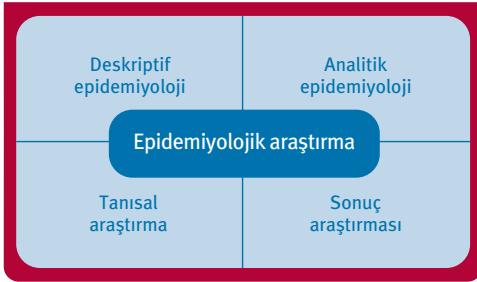 Deskriptif
epidemiyoloji
Analitik
epidemiyoloji
Epidemiyolojik araştırma
Tanısal
araştırma
Sonuç
araştırması